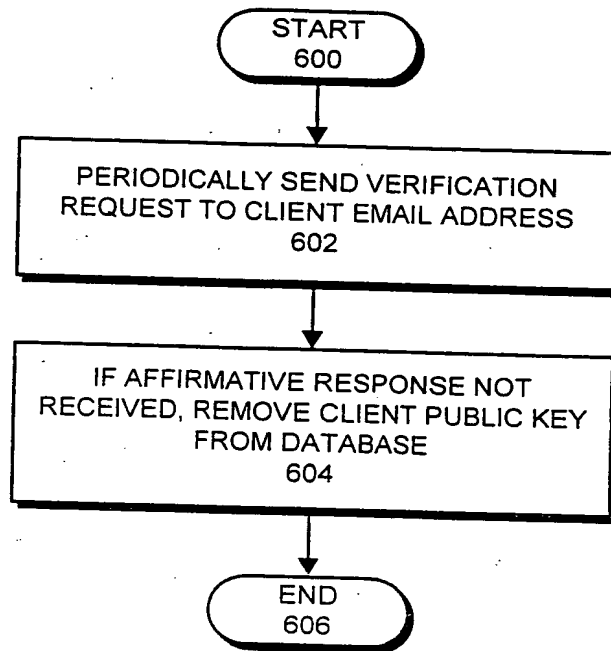 START
600
PERIODICALLY SEND VERIFICATION
REQUEST TO CLIENT EMAIL ADDRESS
602
IF AFFIRMATIVE RESPONSE NOT
RECEIVED, REMOVE CLIENT PUBLIC KEY
FROM DATABASE
604
END
606